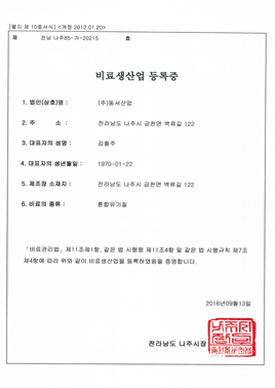 [별지 제 10호서식] <개정 2012.01.20>
제 전남 나주85-가-20215 호
비료생산업 등록증
1. 법인(상호)명 : (주)동서산업
2. 주 소 : 전라남도 나주시 금천면 벽류길 122
3. 대표자의 성명 : 김철주
4. 대표자의 생년월일 : 1970-01-22
5. 제조장 소재지 : 전라남도 나주시 금천면 벽류길 122
6. 비료의 종류 : 혼합유기질
「비료관리법」 제11조제1항, 같은 법 시행령 제11조4항 및 같은 법 시행규칙 제7조
제4항에 따라 위와 같이 비료생산업을 등록하였음을 증명합니다.
2016년09월13일
전라남도 나주시장